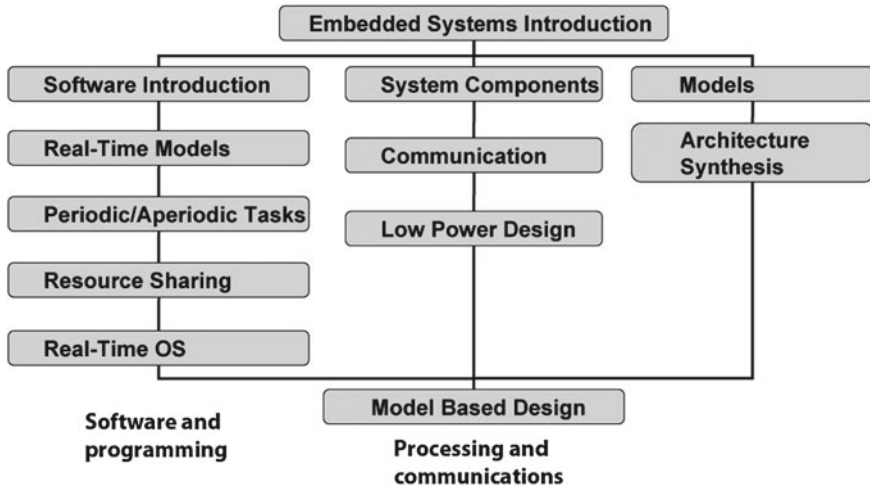 Embedded Systems Introduction
Software Introduction
Real-Time Models
Periodic/Aperiodic Tasks
Resource Sharing
Real-Time OS
System Components
Communication
Low Power Design
Models
Architecture
Synthesis
Model Based Design
Software and
programming
Processing and
communications